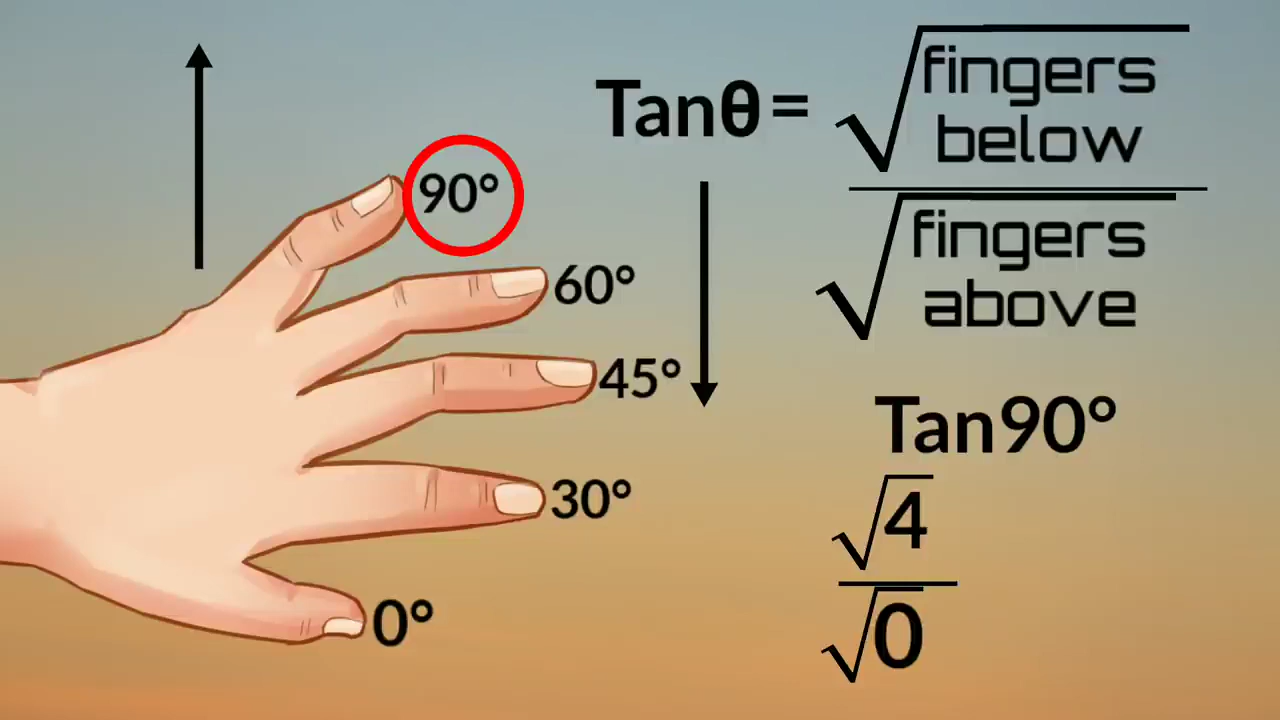 90°
60°
45°
30°
0°
Tanθ = √fingers below
√fingers above
Tan90°
√4
√0